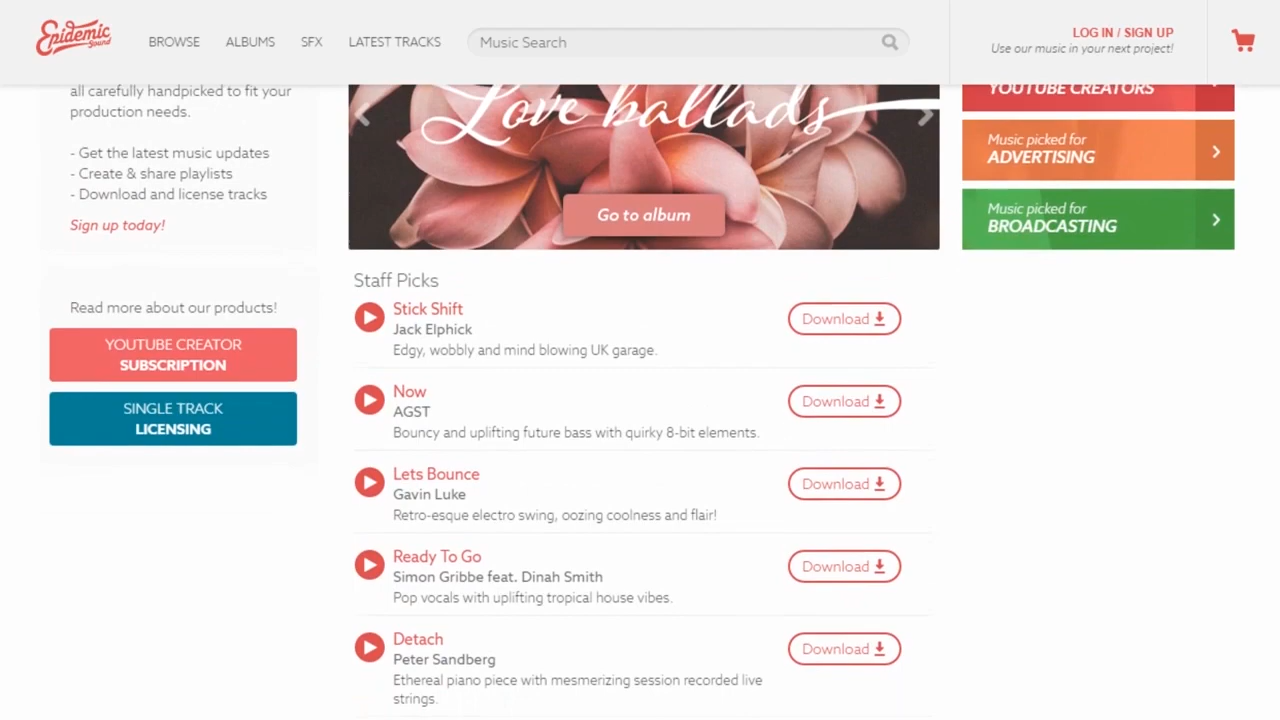 Epidemic
Sound
BROWSE
ALBUMS
SFX
LATEST TRACKS
Music Search
LOG IN / SIGN UP
Use our music in your next project!
all carefully handpicked to fit your
production needs.
- Get the latest music updates
- Create & share playlists
- Download and license tracks
Sign up today!
Read more about our products!
YOUTUBE CREATOR
SUBSCRIPTION
SINGLE TRACK
LICENSING
Love ballads
Go to album
Staff Picks
Stick Shift
Jack Elphick
Edgy, wobbly and mind blowing UK garage.
Download
Now
AGST
Bouncy and uplifting future bass with quirky 8-bit elements.
Download
Lets Bounce
Gavin Luke
Retro-esque electro swing, oozing coolness and flair!
Download
Ready To Go
Simon Gribbe feat. Dinah Smith
Pop vocals with uplifting tropical house vibes.
Download
Detach
Peter Sandberg
Ethereal piano piece with mesmerizing session recorded live
strings.
Download
YOUTUBE CREATORS
Music picked for
ADVERTISING
Music picked for
BROADCASTING